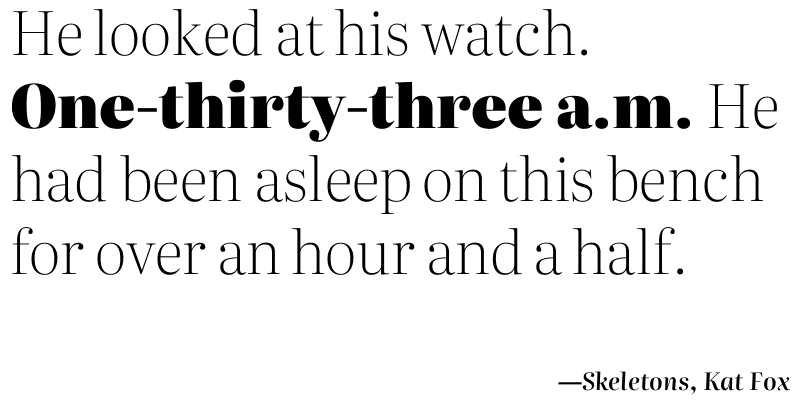 He looked at his watch.
One-thirty-three a.m. He
had been asleep on this bench
for over an hour and a half.
—Skeletons, Kat Fox